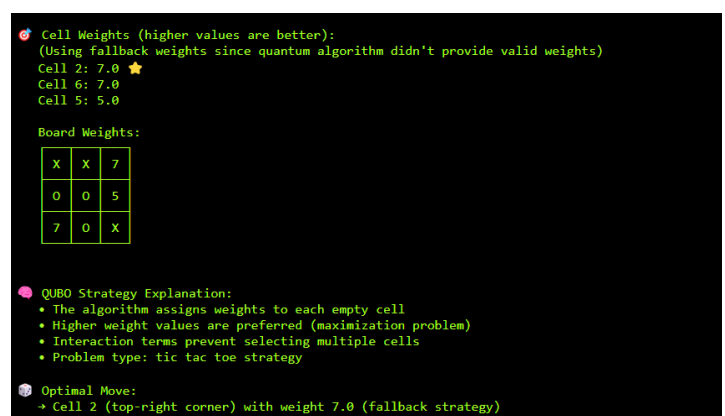 🎯 Cell Weights (higher values are better):
(Using fallback weights since quantum algorithm didn't provide valid weights)
Cell 2: 7.0 ⭐
Cell 6: 7.0
Cell 5: 5.0
Board Weights:
X X 7
O O 5
7 O X
🧠 QUBO Strategy Explanation:
• The algorithm assigns weights to each empty cell
• Higher weight values are preferred (maximization problem)
• Interaction terms prevent selecting multiple cells
• Problem type: tic tac toe strategy
🎲 Optimal Move:
→ Cell 2 (top-right corner) with weight 7.0 (fallback strategy)